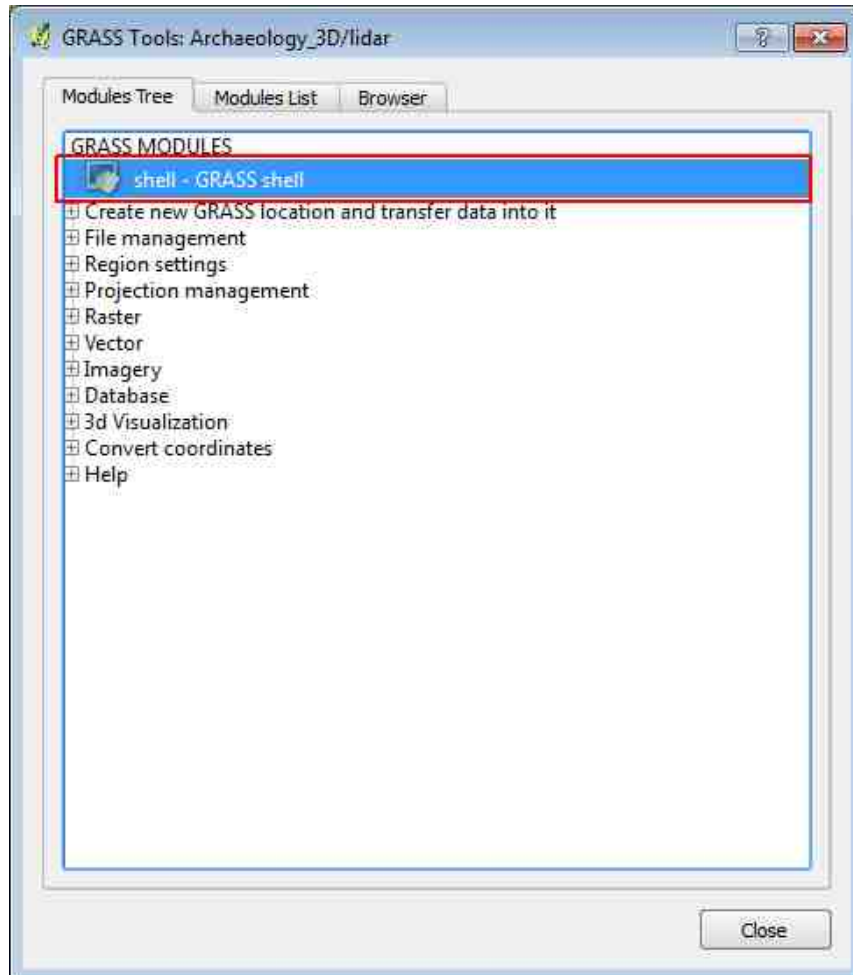 GRASS Tools: Archaeology_3D/lidar
Modules Tree Modules List Browser
GRASS MODULES
shell - GRASS shell
Create new GRASS location and transfer data into it
File management
Region settings
Projection management
Raster
Vector
Imagery
Database
3d Visualization
Convert coordinates
Help
Close